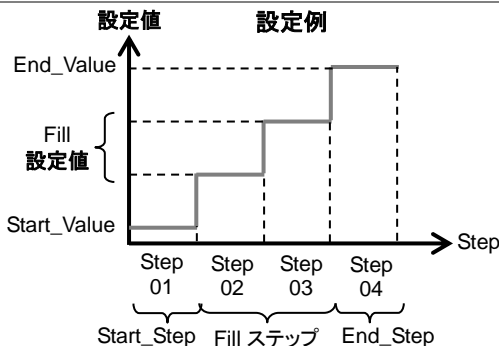 設定値
設定例
End_Value
Fill
設定値
Start_Value
Step
Step
01
Step
02
Step
03
Step
04
Start_Step
Fill ステップ
End_Step